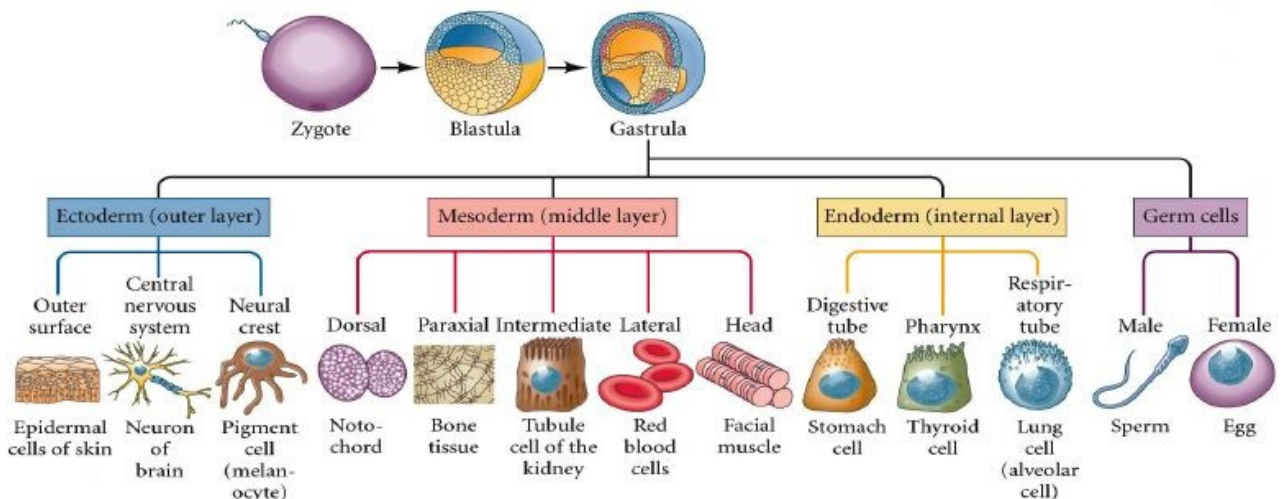 Zygote
Blastula
Gastrula
Ectoderm (outer layer)
Mesoderm (middle layer)
Endoderm (internal layer)
Germ cells
Outer
surface
Central
nervous
system
Neural
crest
Dorsal
Paraxial
Intermediate
Lateral
Head
Digestive
tube
Pharynx
Respir-
atory
tube
Male
Female
Epidermal
cells of skin
Neuron
of
brain
Pigment
cell
(melan-
ocyte)
Noto-
chord
Bone
tissue
Tubule
cell of the
kidney
Red
blood
cells
Facial
muscle
Stomach
cell
Thyroid
cell
Lung
cell
(alveolar
cell)
Sperm
Egg